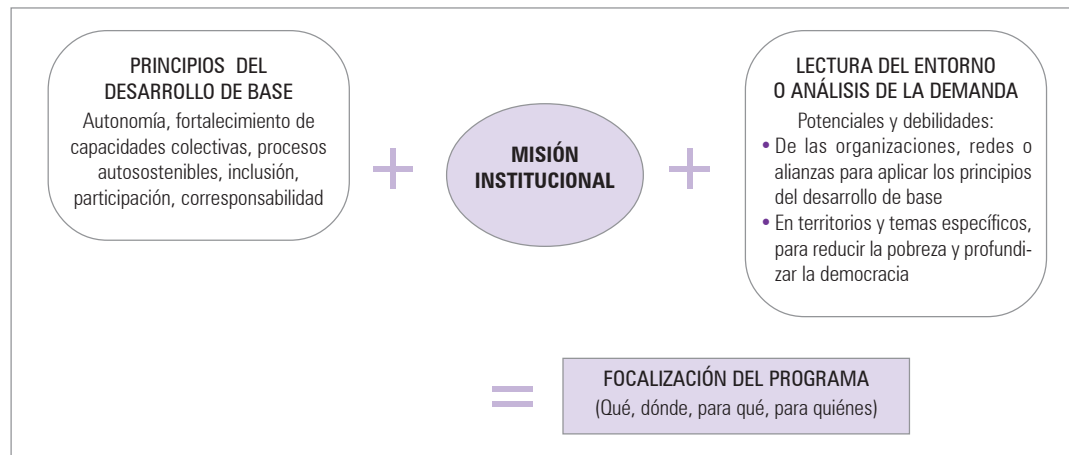 PRINCIPIOS DEL
DESARROLLO DE BASE
Autonomía, fortalecimiento de
capacidades colectivas, procesos
autosostenibles, inclusión,
participación, corresponsabilidad
+
MISIÓN
INSTITUCIONAL
+
LECTURA DEL ENTORNO
O ANÁLISIS DE LA DEMANDA
Potenciales y debilidades:
• De las organizaciones, redes o
alianzas para aplicar los principios
del desarrollo de base
• En territorios y temas específicos,
para reducir la pobreza y profundi-
zar la democracia
=
FOCALIZACIÓN DEL PROGRAMA
(Qué, dónde, para qué, para quiénes)